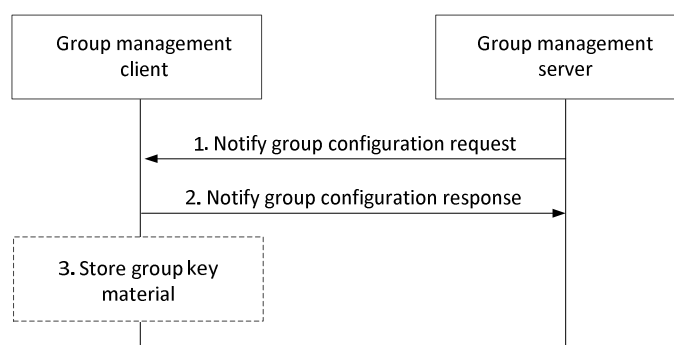 Group management
client
Group management
server
1. Notify group configuration request
2. Notify group configuration response
3. Store group key
material